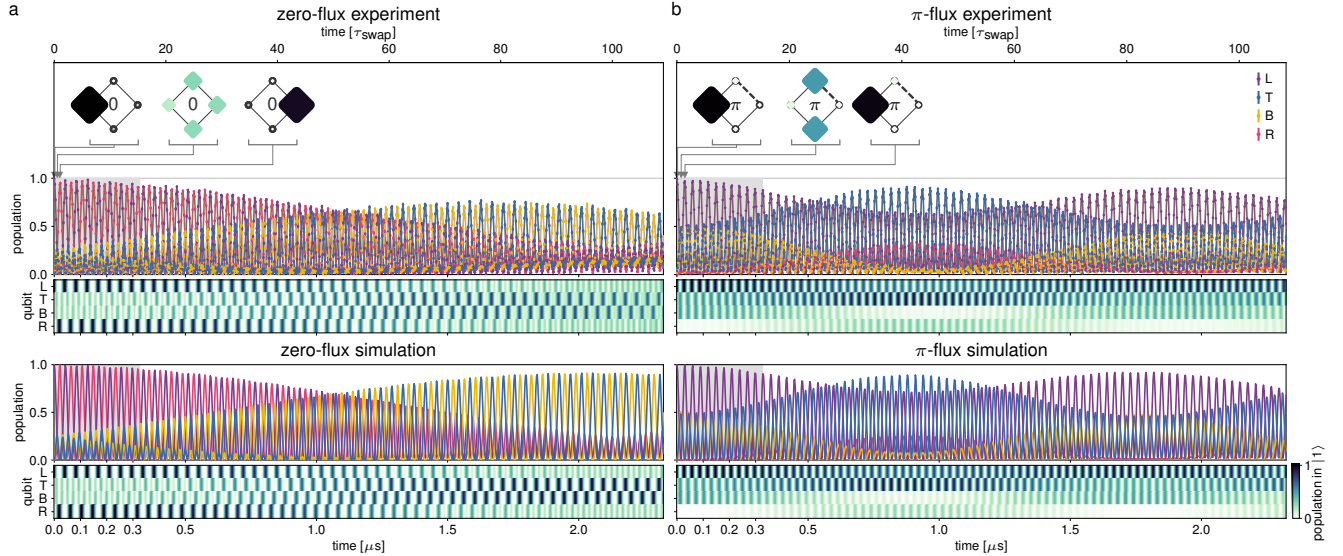 a
zero-flux experiment
time [τswap]
0 20 40 60 80 100
0 0 0
1.0
0.5
0.0
population
L
T
B
R
qubit
zero-flux simulation
1.0
0.5
0.0
population
L
T
B
R
qubit
0.0 0.1 0.2 0.3 0.5 1.0 1.5 2.0
time [μs]
b
π-flux experiment
time [τswap]
0 20 40 60 80 100
π π π
L
T
B
R
π-flux simulation
0.0 0.1 0.2 0.3 0.5 1.0 1.5 2.0
time [μs]
1
0
population in |1⟩